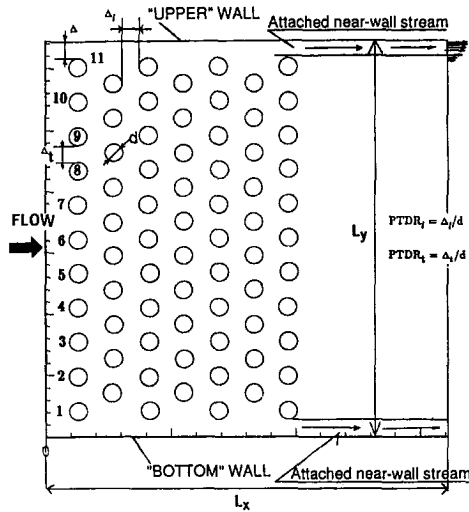 Δ
Δₗ
"UPPER" WALL
Attached near-wall stream
11
10
9
d
Δₜ
8
7
FLOW
6
5
4
3
2
1
Ly
PTDRₗ = Δₗ/d
PTDRₜ = Δₜ/d
0
"BOTTOM" WALL
Attached near-wall stream
Lx